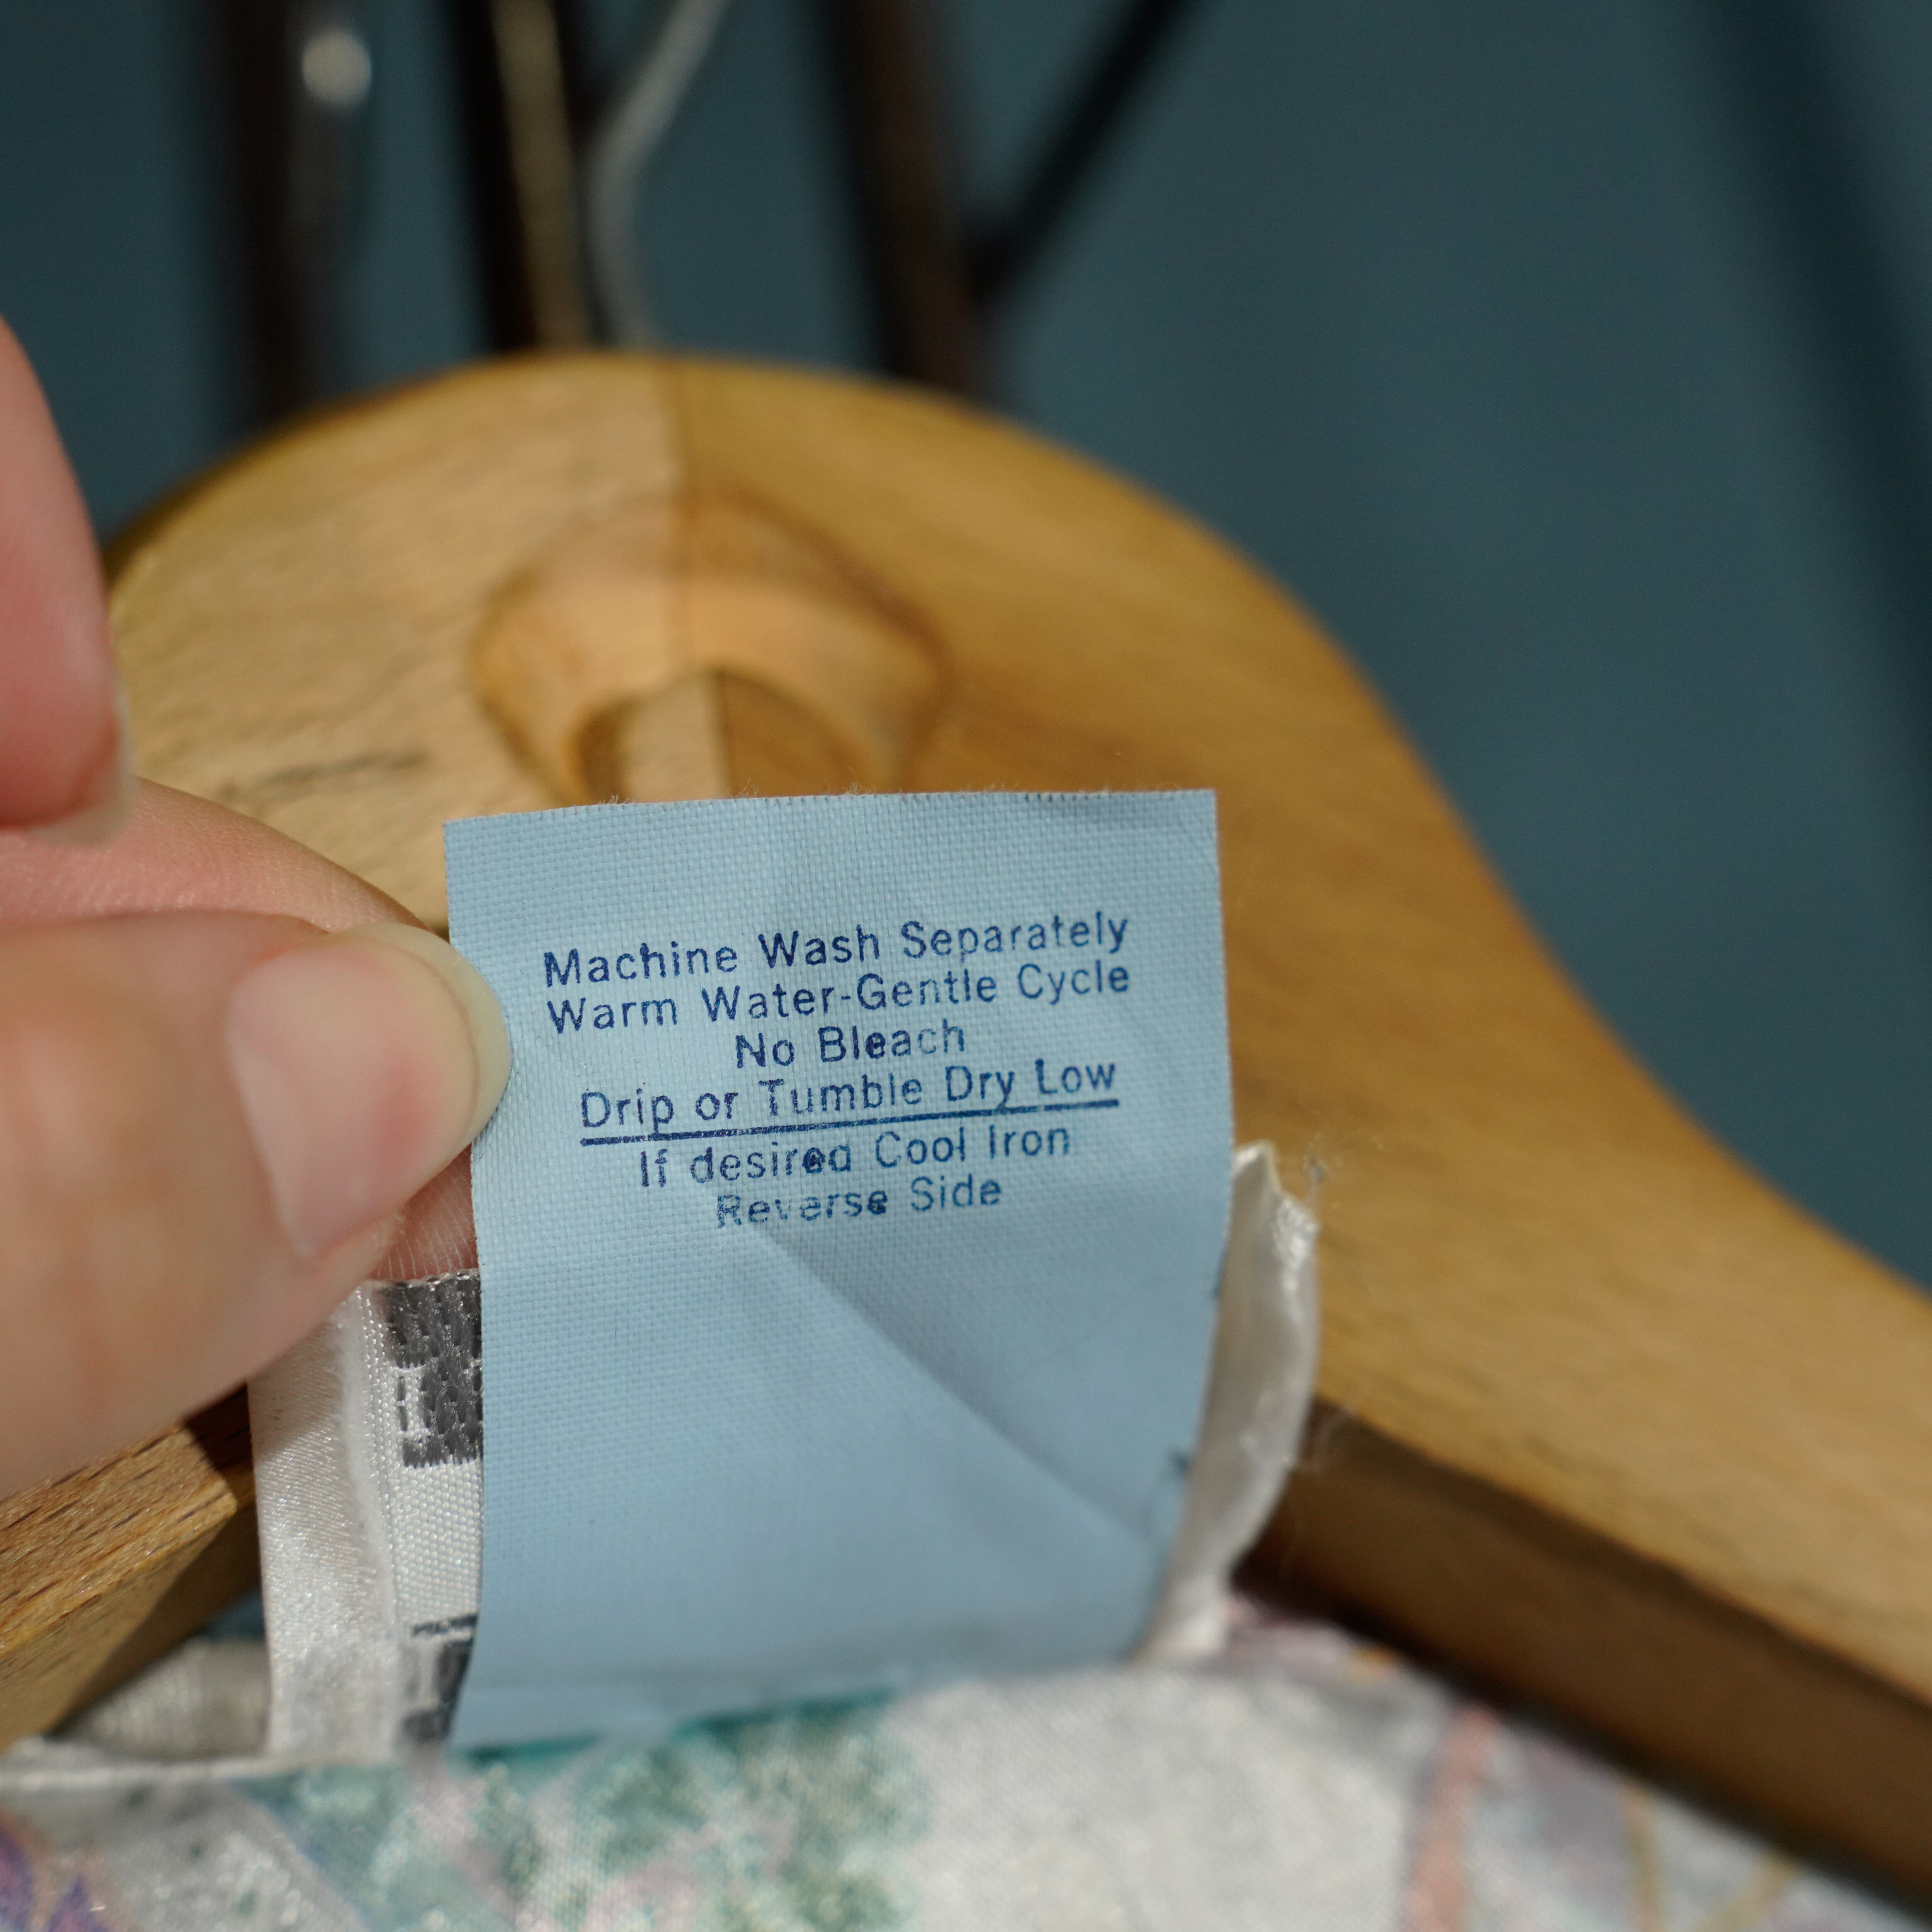 Machine Wash Separately
Warm Water-Gentle Cycle
No Bleach
Drip or Tumble Dry Low
If desired Cool Iron
Reverse Side